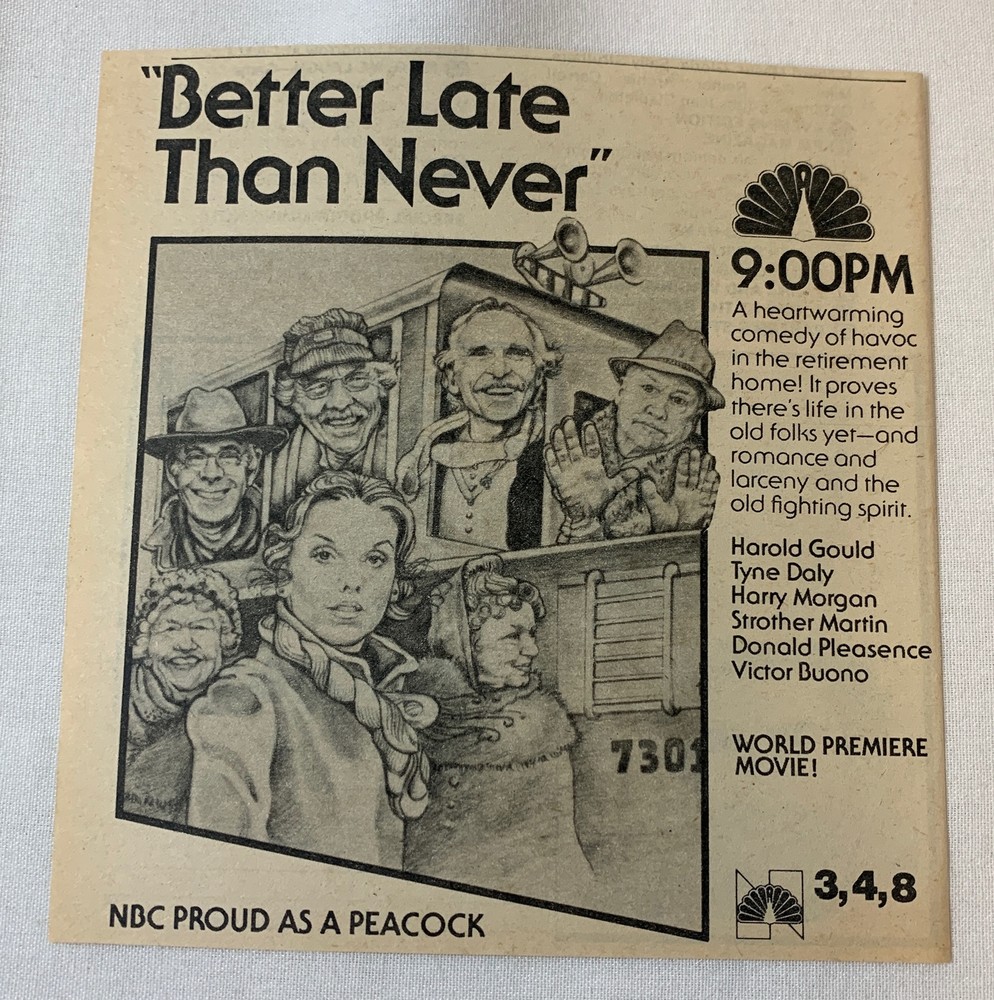 "Better Late
Than Never"
9:00PM
A heartwarming
comedy of havoc
in the retirement
home! It proves
there's life in the
old folks yet—and
romance and
larceny and the
old fighting spirit.
Harold Gould
Tyne Daly
Harry Morgan
Strother Martin
Donald Pleasence
Victor Buono
7301
WORLD PREMIERE
MOVIE!
3,4,8
NBC PROUD AS A PEACOCK